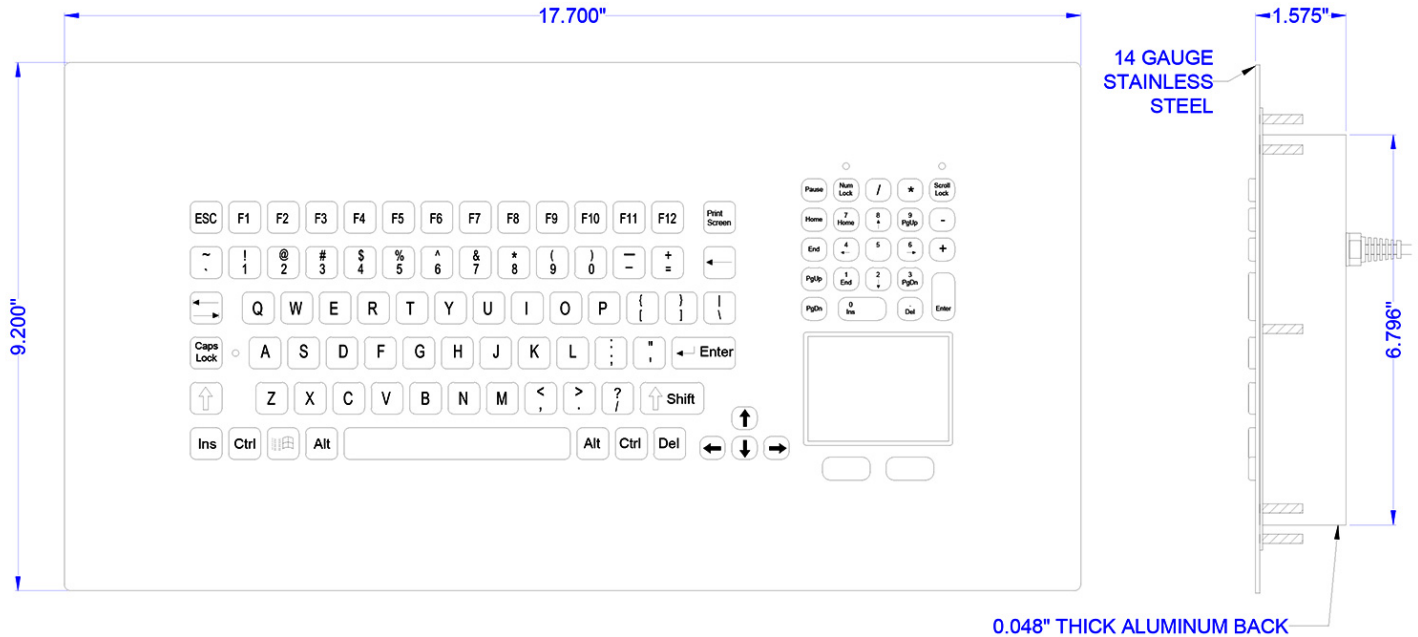 17.700"
1.575"
14 GAUGE
STAINLESS
STEEL
9.200"
6.796"
Pause Num Lock / * Scroll Lock
ESC F1 F2 F3 F4 F5 F6 F7 F8 F9 F10 F11 F12 Print Screen
Home 7 Home 8 ↑ 9 PgUp -
~ ` ! 1 @ 2 # 3 $ 4 % 5 ^ 6 & 7 * 8 ( 9 ) 0 — – + = ←
End 4 ← 5 6 → +
PgUp 1 End 2 ↓ 3 PgDn Enter
← → Q W E R T Y U I O P { [ } ] | \
PgDn 0 Ins . Del
Caps Lock A S D F G H J K L : ; " , ↵ Enter
⇧ Z X C V B N M < , > . ? / ⇧ Shift
Ins Ctrl Alt Alt Ctrl Del
↑
← ↓ →
0.048" THICK ALUMINUM BACK